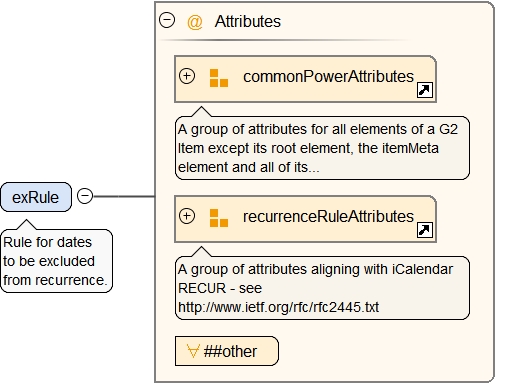 @ Attributes
commonPowerAttributes
A group of attributes for all elements of a G2
Item except its root element, the itemMeta
element and all of its...
exRule
Rule for dates
to be excluded
from recurrence.
recurrenceRuleAttributes
A group of attributes aligning with iCalendar
RECUR - see
http://www.ietf.org/rfc/rfc2445.txt
##other